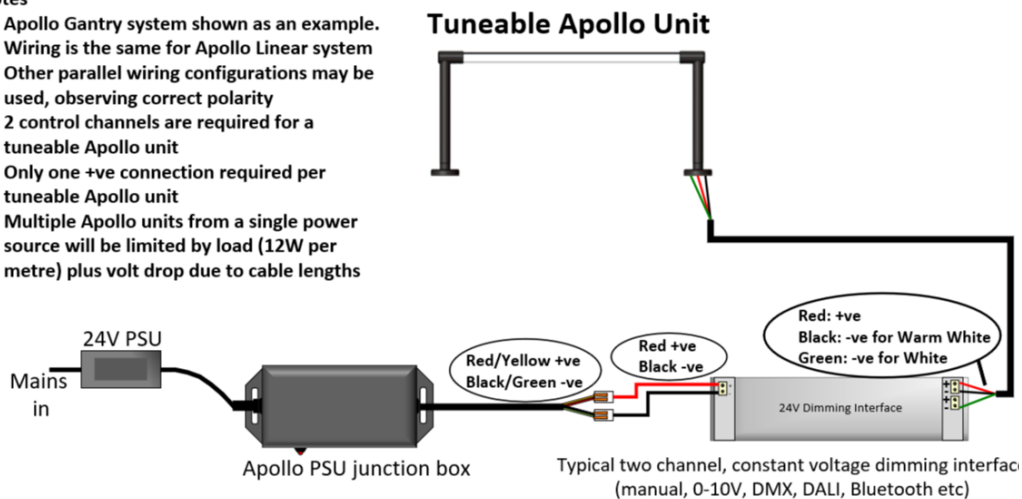 Apollo Gantry system shown as an example.
Wiring is the same for Apollo Linear system
Other parallel wiring configurations may be
used, observing correct polarity
2 control channels are required for a
tuneable Apollo unit
Only one +ve connection required per
tuneable Apollo unit
Multiple Apollo units from a single power
source will be limited by load (12W per
metre) plus volt drop due to cable lengths
Tuneable Apollo Unit
24V PSU
Mains
in
Apollo PSU junction box
Red/Yellow +ve
Black/Green -ve
Red +ve
Black -ve
Red: +ve
Black: -ve for Warm White
Green: -ve for White
24V Dimming Interface
+
-
+
-
Typical two channel, constant voltage dimming interfac
(manual, 0-10V, DMX, DALI, Bluetooth etc)